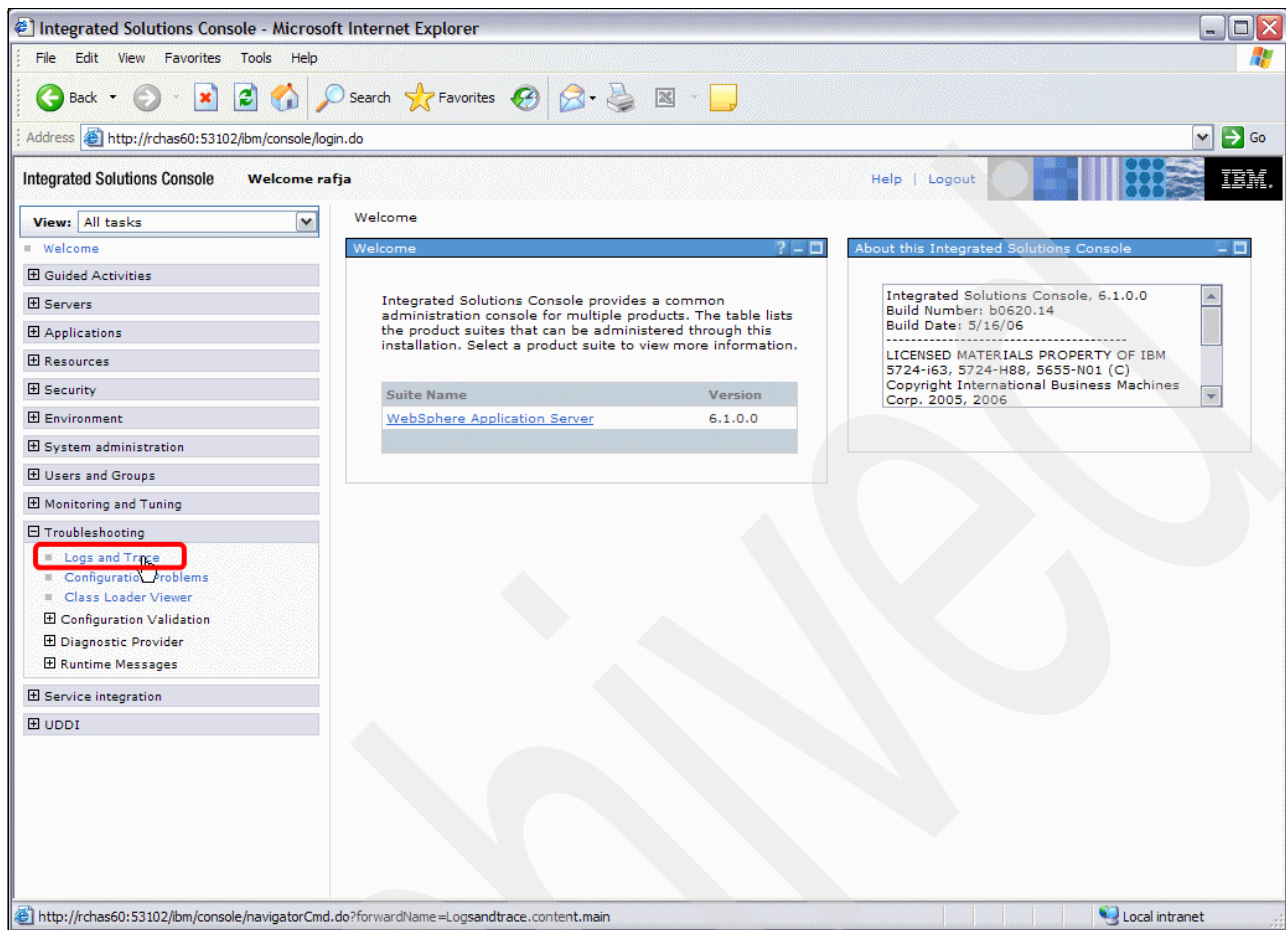 Integrated Solutions Console - Microsoft Internet Explorer
File Edit View Favorites Tools Help
Back Search Favorites
Address http://rchas60:53102/ibm/console/login.do Go
Integrated Solutions Console Welcome rafja Help | Logout IBM.
View: All tasks
Welcome
Guided Activities
Servers
Applications
Resources
Security
Environment
System administration
Users and Groups
Monitoring and Tuning
Troubleshooting
Logs and Trace
Configuration Problems
Class Loader Viewer
Configuration Validation
Diagnostic Provider
Runtime Messages
Service integration
UDDI
Welcome
Welcome ?
Integrated Solutions Console provides a common
administration console for multiple products. The table lists
the product suites that can be administered through this
installation. Select a product suite to view more information.
Suite Name Version
WebSphere Application Server 6.1.0.0
About this Integrated Solutions Console
Integrated Solutions Console, 6.1.0.0
Build Number: b0620.14
Build Date: 5/16/06
----------------------------------
LICENSED MATERIALS PROPERTY OF IBM
5724-i63, 5724-H88, 5655-N01 (C)
Copyright International Business Machines
Corp. 2005, 2006
http://rchas60:53102/ibm/console/navigatorCmd.do?forwardName=Logsandtrace.content.main Local intranet